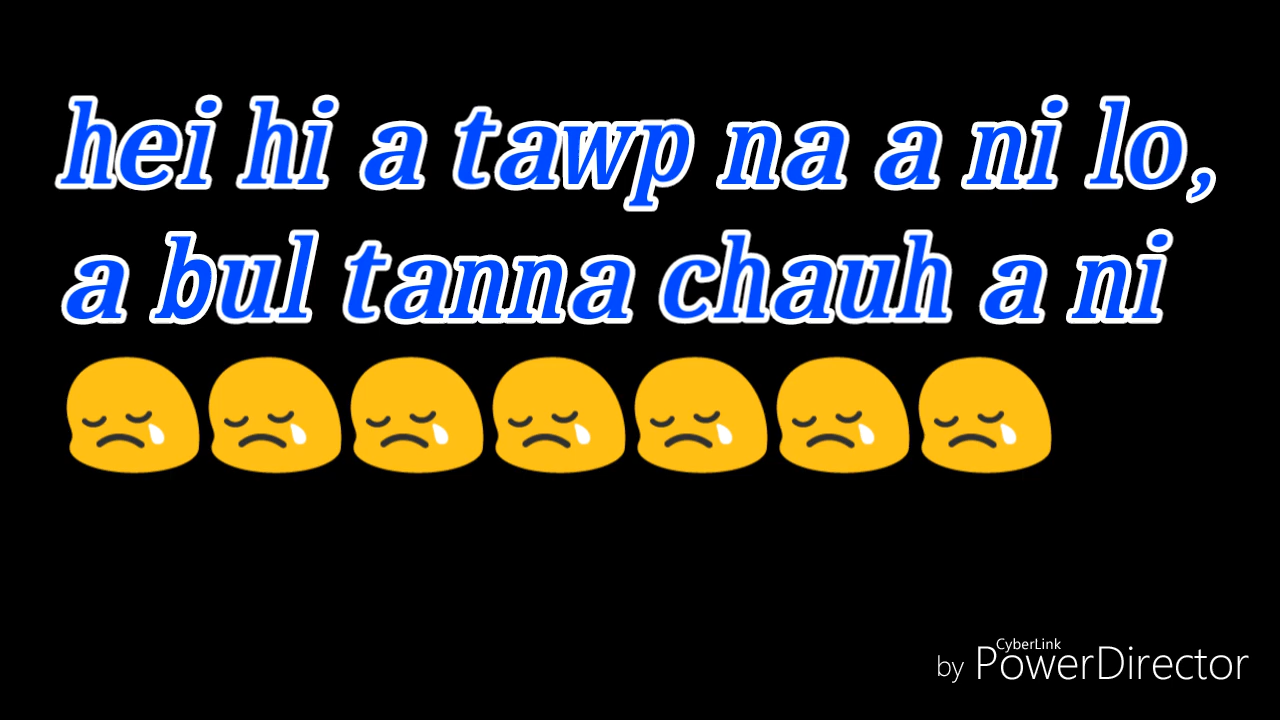 hei hi a tawp na a ni lo,
a bul tanna chauh a ni
😢😢😢😢😢😢😢
by CyberLink PowerDirector